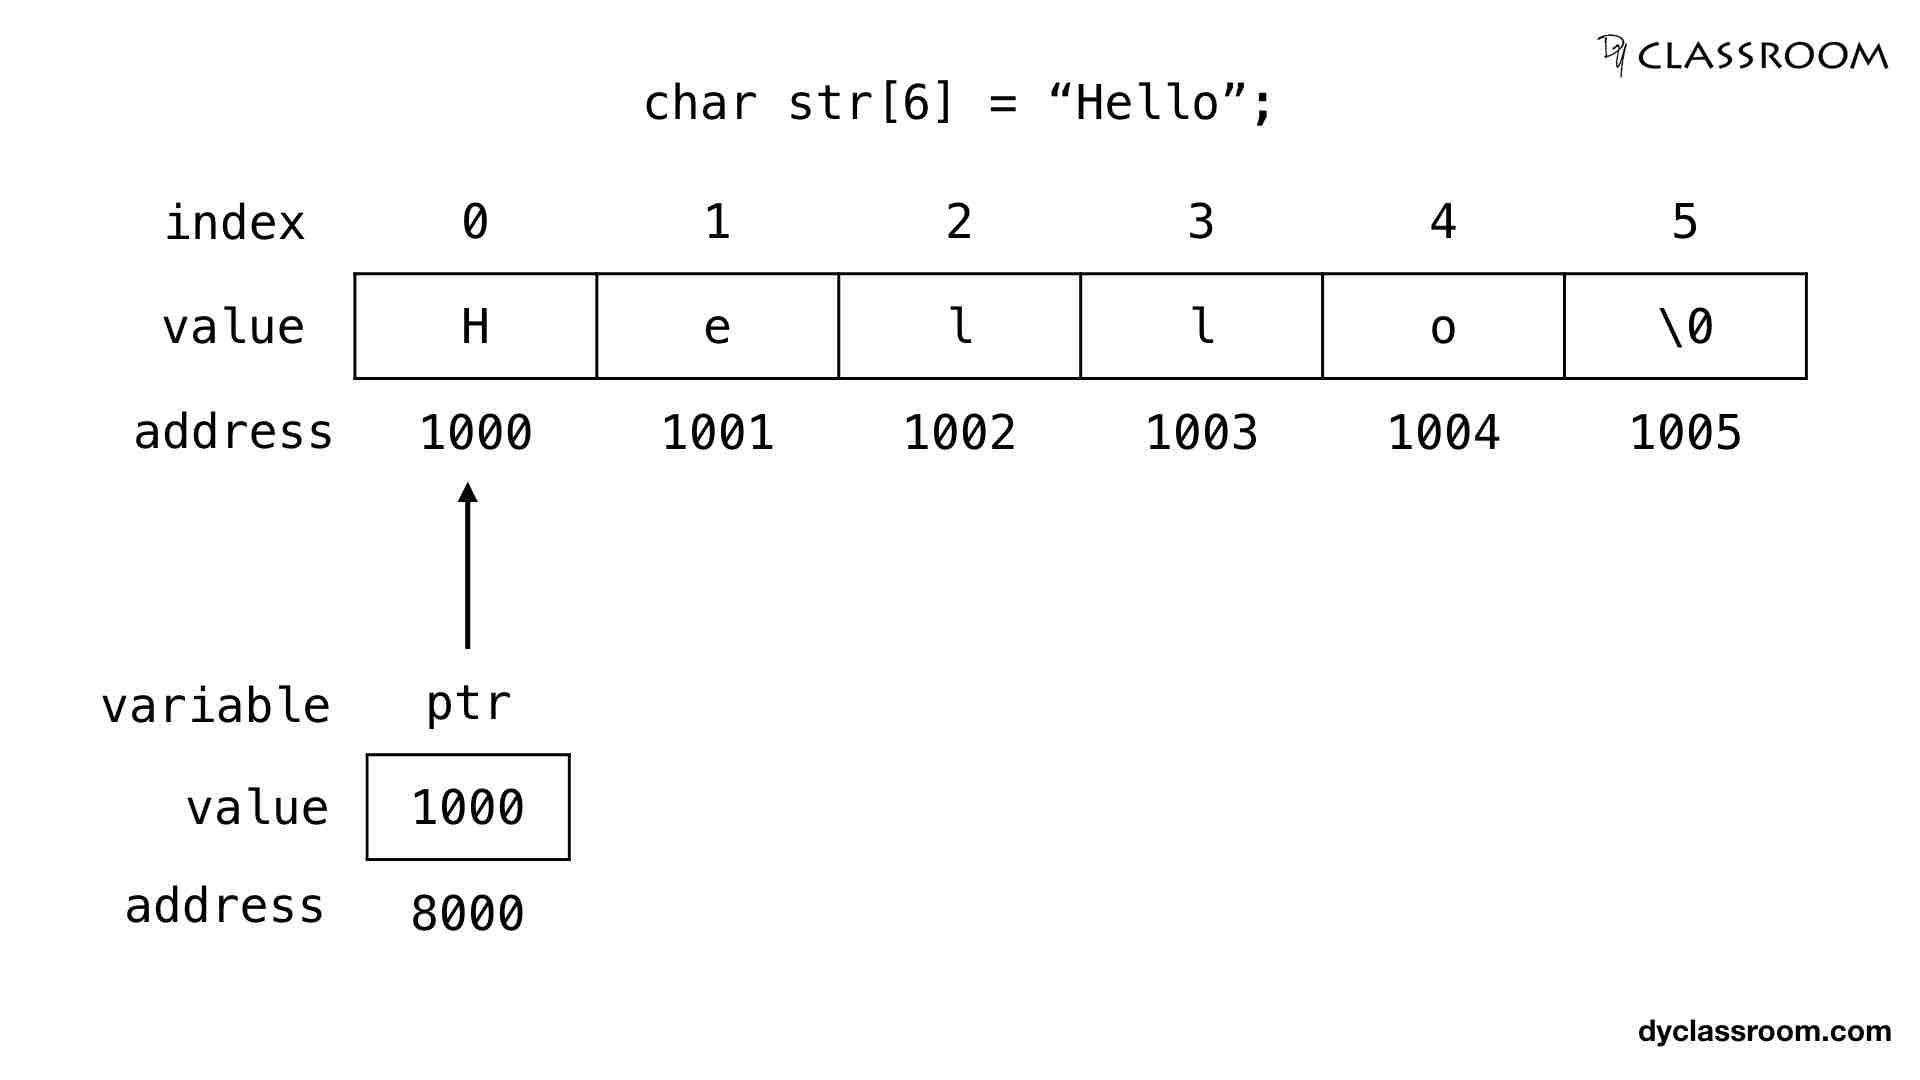 DY CLASSROOM
char str[6] = “Hello”;
index 0 1 2 3 4 5
value H e l l o \0
address 1000 1001 1002 1003 1004 1005
variable ptr
value 1000
address 8000
dyclassroom.com